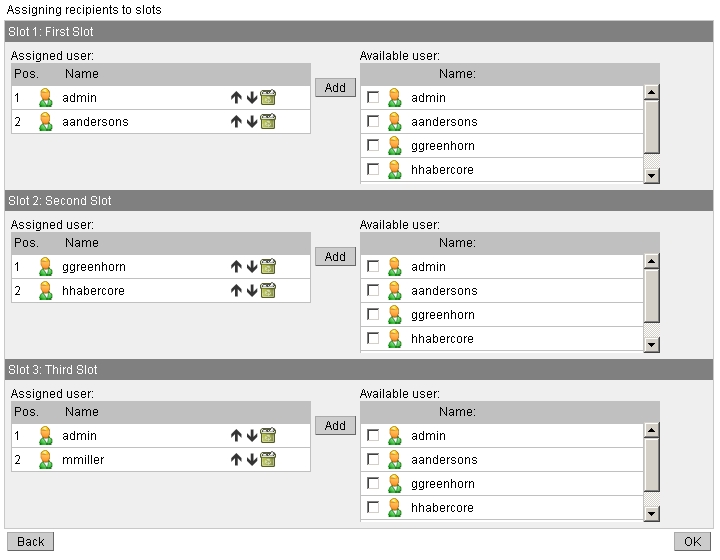 Assigning recipients to slots
Slot 1: First Slot
Assigned user:
Pos. Name
1 admin
2 aandersons
Add
Available user:
Name:
admin
aandersons
ggreenhorn
hhabercore
Slot 2: Second Slot
Assigned user:
Pos. Name
1 ggreenhorn
2 hhabercore
Add
Available user:
Name:
admin
aandersons
ggreenhorn
hhabercore
Slot 3: Third Slot
Assigned user:
Pos. Name
1 admin
2 mmiller
Add
Available user:
Name:
admin
aandersons
ggreenhorn
hhabercore
Back
OK